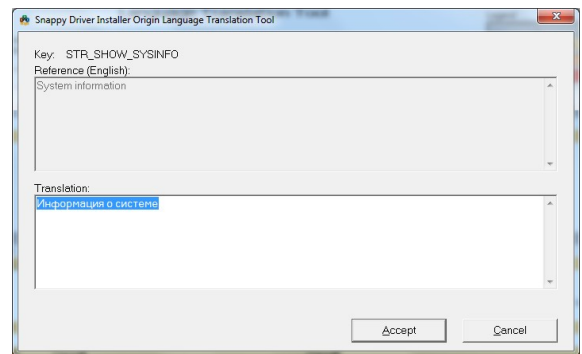 Snappy Driver Installer Origin Language Translation Tool
Key: STR_SHOW_SYSINFO
Reference (English):
System information
Translation:
Информация о системе
Accept
Cancel